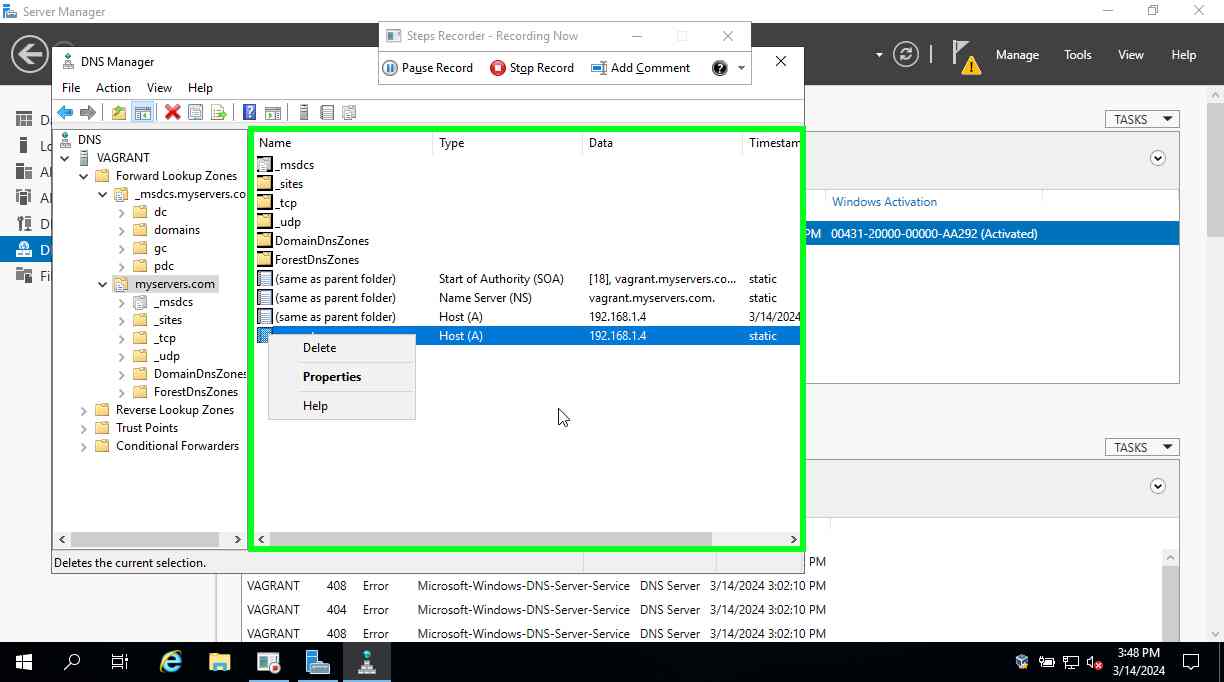 Server Manager
Steps Recorder - Recording Now
Pause Record Stop Record Add Comment
Manage Tools View Help
DNS Manager
File Action View Help
TASKS
DNS
VAGRANT
Forward Lookup Zones
_msdcs.myservers.co
dc
domains
gc
pdc
myservers.com
_msdcs
_sites
_tcp
_udp
DomainDnsZones
ForestDnsZones
Reverse Lookup Zones
Trust Points
Conditional Forwarders
Name Type Data Timestam
_msdcs
_sites
_tcp
_udp
DomainDnsZones
ForestDnsZones
(same as parent folder) Start of Authority (SOA) [18], vagrant.myservers.co... static
(same as parent folder) Name Server (NS) vagrant.myservers.com. static
(same as parent folder) Host (A) 192.168.1.4 3/14/2024
Host (A) 192.168.1.4 static
Delete
Properties
Help
Windows Activation
PM 00431-20000-00000-AA292 (Activated)
TASKS
Deletes the current selection.
PM
VAGRANT 408 Error Microsoft-Windows-DNS-Server-Service DNS Server 3/14/2024 3:02:10 PM
VAGRANT 404 Error Microsoft-Windows-DNS-Server-Service DNS Server 3/14/2024 3:02:10 PM
VAGRANT 408 Error Microsoft-Windows-DNS-Server-Service DNS Server 3/14/2024 3:02:10 PM
3:48 PM
3/14/2024